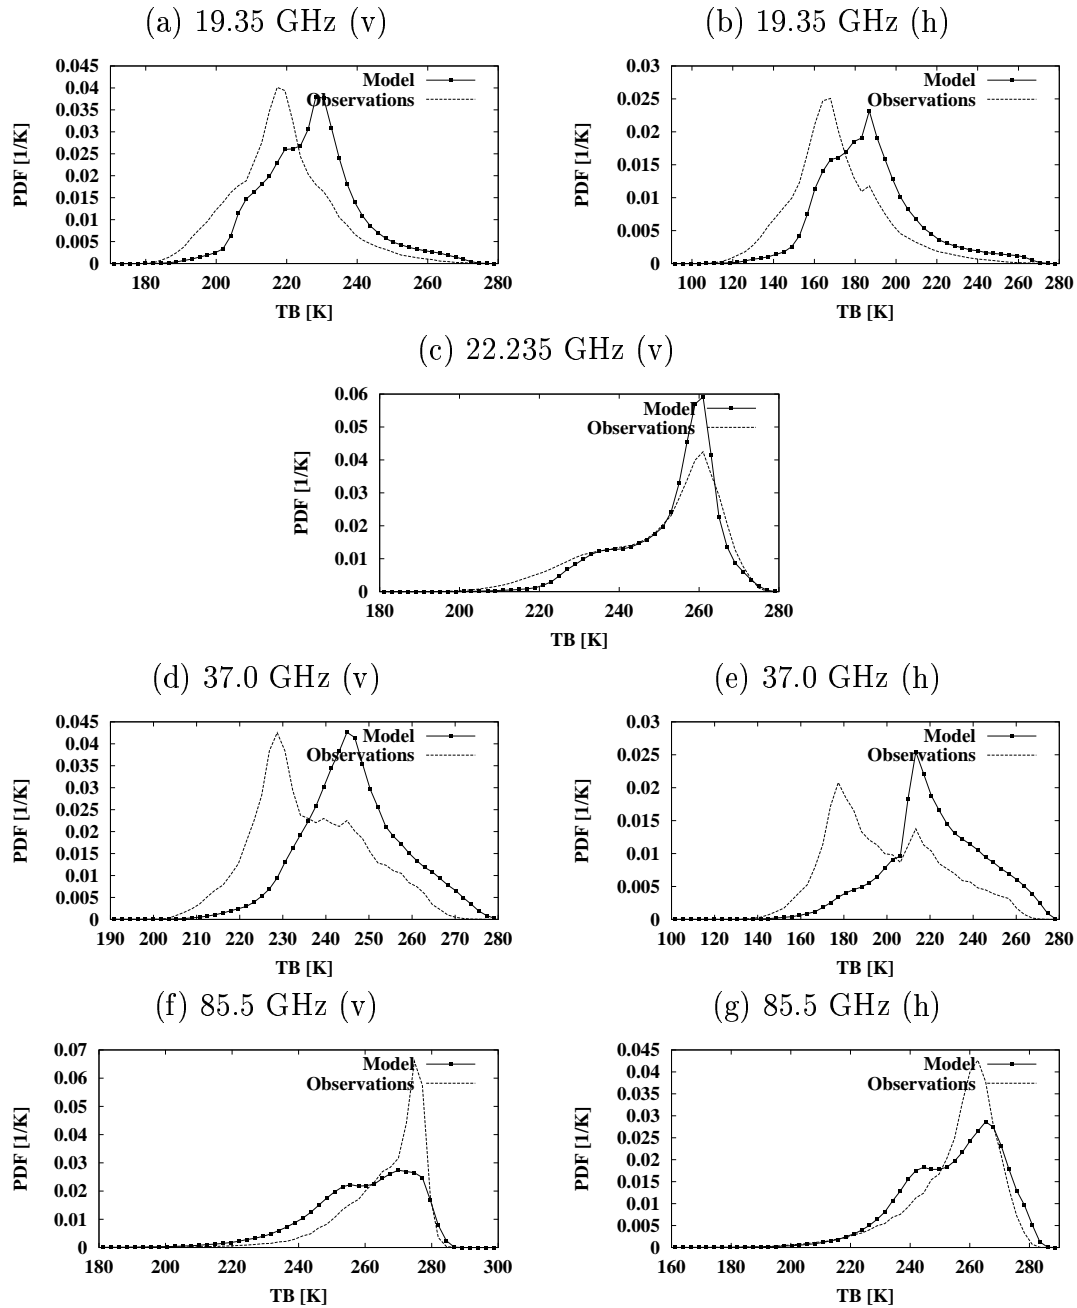 (a) 19.35 GHz (v)
PDF [1/K]
0.045
0.04
0.035
0.03
0.025
0.02
0.015
0.01
0.005
0
Model
Observations
180 200 220 240 260 280
TB [K]
(b) 19.35 GHz (h)
PDF [1/K]
0.03
0.025
0.02
0.015
0.01
0.005
0
Model
Observations
100 120 140 160 180 200 220 240 260 280
TB [K]
(c) 22.235 GHz (v)
PDF [1/K]
0.06
0.05
0.04
0.03
0.02
0.01
0
Model
Observations
180 200 220 240 260 280
TB [K]
(d) 37.0 GHz (v)
PDF [1/K]
0.045
0.04
0.035
0.03
0.025
0.02
0.015
0.01
0.005
0
Model
Observations
190 200 210 220 230 240 250 260 270 280
TB [K]
(e) 37.0 GHz (h)
PDF [1/K]
0.03
0.025
0.02
0.015
0.01
0.005
0
Model
Observations
100 120 140 160 180 200 220 240 260 280
TB [K]
(f) 85.5 GHz (v)
PDF [1/K]
0.07
0.06
0.05
0.04
0.03
0.02
0.01
0
Model
Observations
180 200 220 240 260 280 300
TB [K]
(g) 85.5 GHz (h)
PDF [1/K]
0.045
0.04
0.035
0.03
0.025
0.02
0.015
0.01
0.005
0
Model
Observations
160 180 200 220 240 260 280
TB [K]